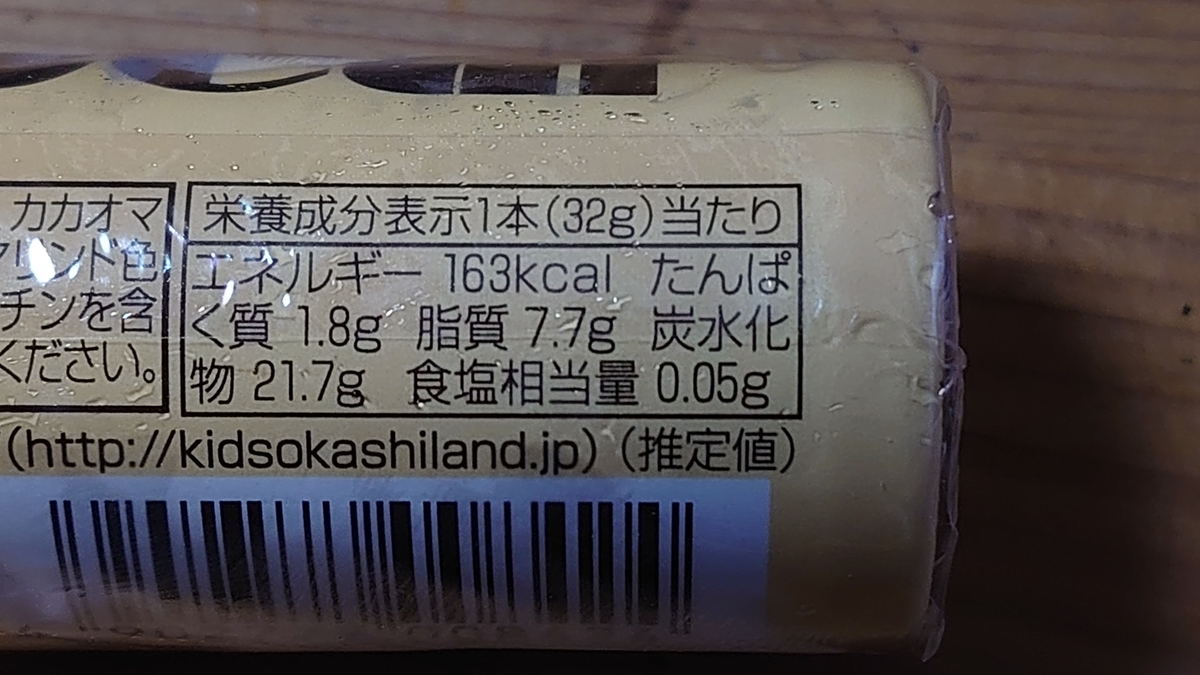 カカオマ
栄養成分表示1本(32g)当たり
リンド色
エネルギー 163kcal たんぱ
チンを含
く質 1.8g 脂質 7.7g 炭水化
ください。
物 21.7g 食塩相当量 0.05g
(http://kidsokashiland.jp)(推定値)